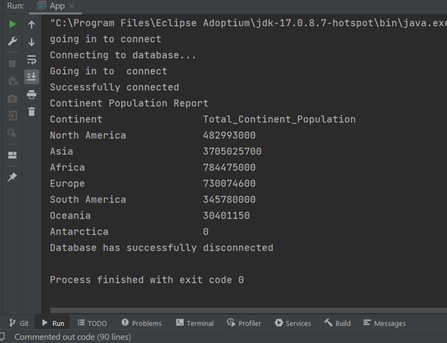 Run: App
"C:\Program Files\Eclipse Adoptium\jdk-17.0.8.7-hotspot\bin\java.exe
going in to connect
Connecting to database...
Going in to  connect
Successfully connected
Continent Population Report
Continent Total_Continent_Population
North America 482993000
Asia 3705025700
Africa 784475000
Europe 730074600
South America 345780000
Oceania 30401150
Antarctica 0
Database has successfully disconnected
Process finished with exit code 0
Git Run TODO Problems Terminal Profiler Services Build Messages
Commented out code (90 lines)